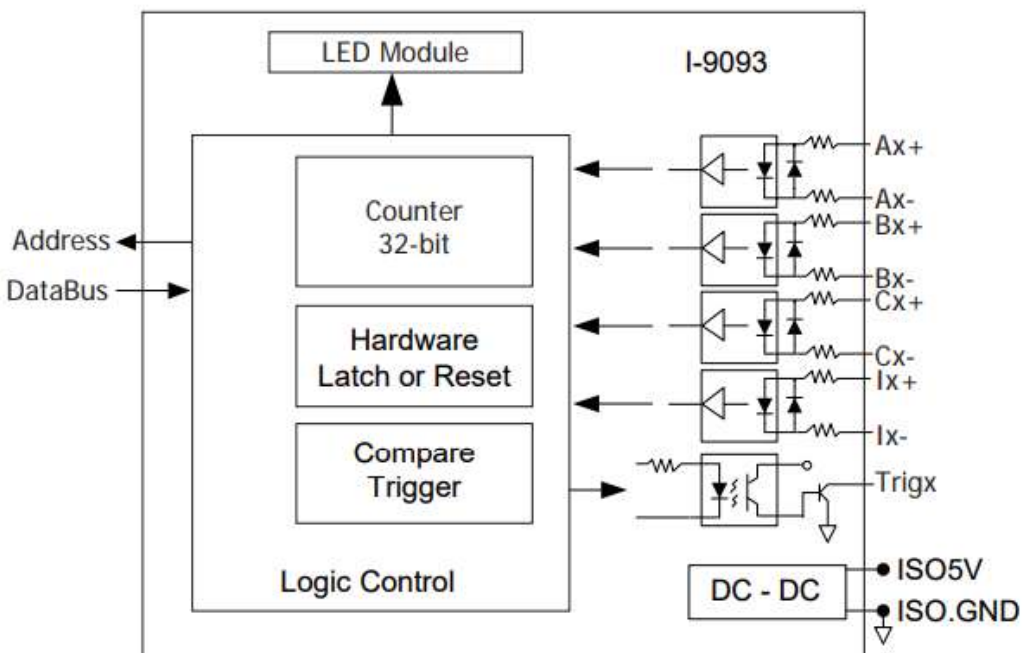 LED Module
I-9093
Counter
32-bit
Hardware
Latch or Reset
Compare
Trigger
Logic Control
Address
DataBus
Ax+
Ax-
Bx+
Bx-
Cx+
Cx-
Ix+
Ix-
Trigx
DC - DC
ISO5V
ISO.GND